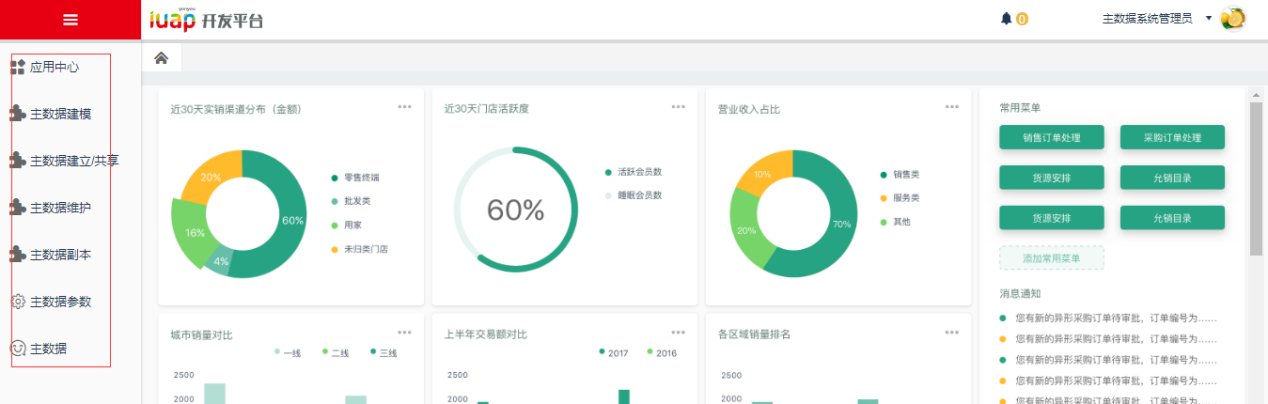 iuap 开发平台
0
主数据系统管理员
应用中心
主数据建模
主数据建立/共享
主数据维护
主数据副本
主数据参数
主数据
近30天实销渠道分布（金额）
20%
60%
16%
4%
零售终端
批发类
用家
未归类门店
近30天门店活跃度
60%
活跃会员数
睡眠会员数
营业收入占比
10%
20%
70%
销售类
服务类
其他
常用菜单
销售订单处理
采购订单处理
货源安排
允销目录
货源安排
允销目录
添加常用菜单
消息通知
您有新的异形采购订单待审批，订单编号为......
您有新的异形采购订单待审批，订单编号为......
您有新的异形采购订单待审批，订单编号为......
您有新的异形采购订单待审批，订单编号为......
您有新的异形采购订单待审批，订单编号为......
城市销量对比
一线
二线
三线
2500
2000
上半年交易额对比
2017
2016
2500
2000
各区域销量排名
2500
2000